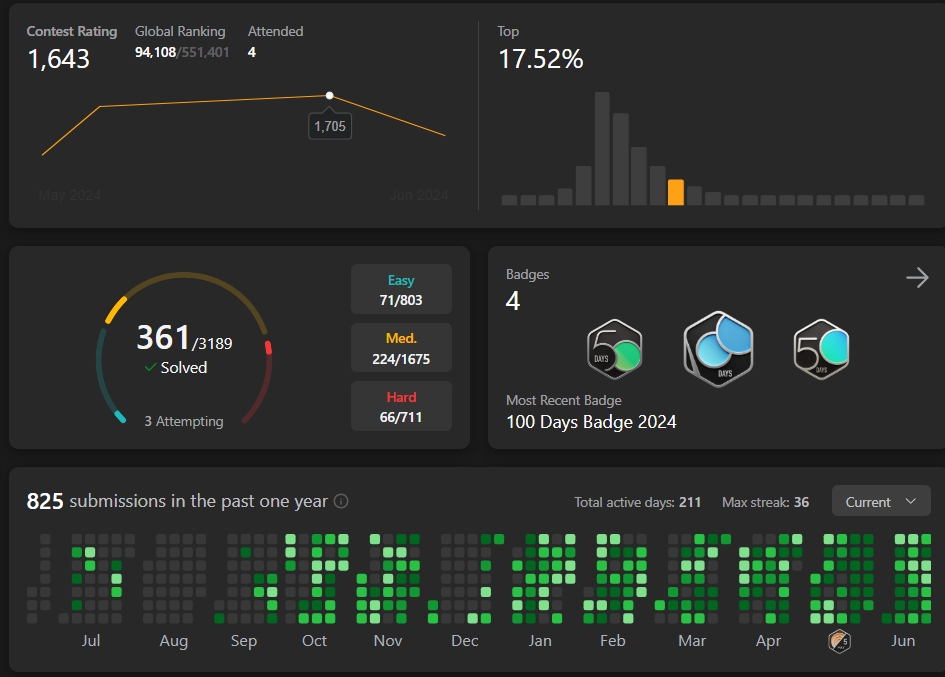 Contest Rating Global Ranking Attended
1,643 94,108/551,401 4
1,705
May 2024 Jun 2024
Top
17.52%
361/3189
Solved
3 Attempting
Easy
71/803
Med.
224/1675
Hard
66/711
Badges
4
5 DAYS
DAYS
50 DAYS
Most Recent Badge
100 Days Badge 2024
825 submissions in the past one year Total active days: 211 Max streak: 36 Current
Jul Aug Sep Oct Nov Dec Jan Feb Mar Apr Jun